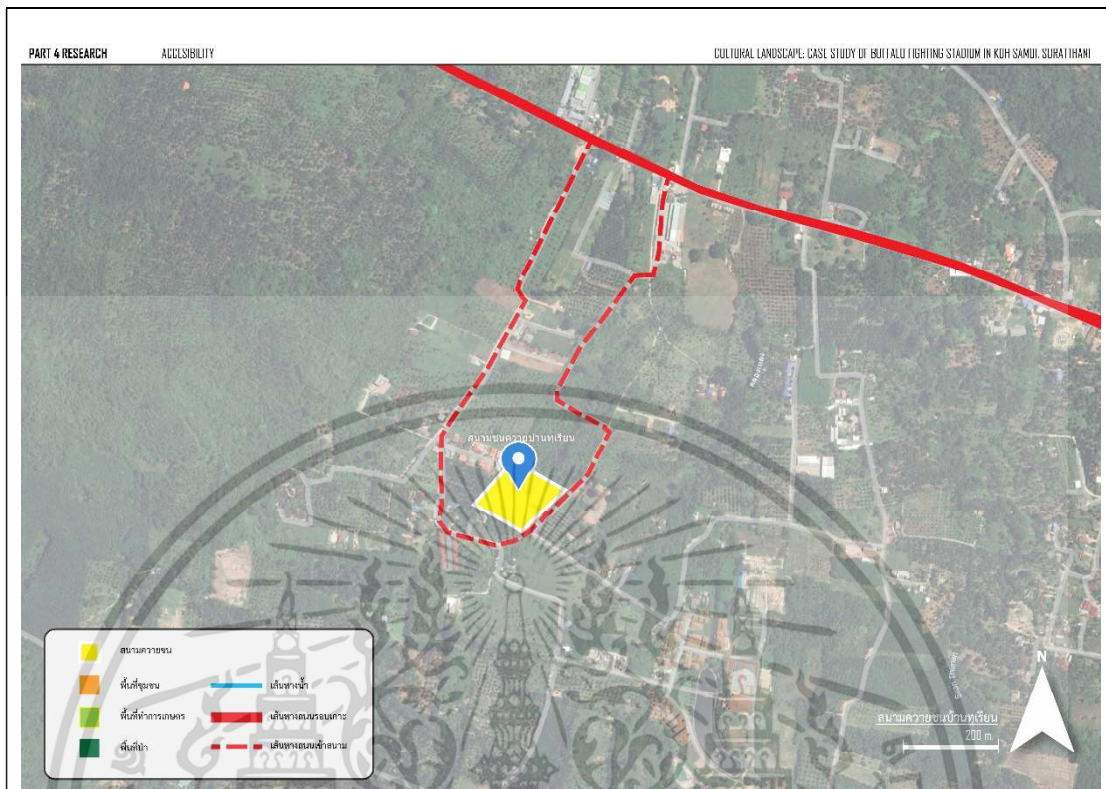 PART 4 RESEARCH
ACCESIBILITY
CULTURAL LANDSCAPE: CASE STUDY OF BUFFALO FIGHTING STADIUM IN KOH SAMUI, SURATTHANI
สนามชนควายบ้านทุเรียน
สนามควายชน
พื้นที่ชุมชน
เส้นทางน้ำ
พื้นที่ทำการเกษตร
เส้นทางถนนรอบเกาะ
พื้นที่ป่า
เส้นทางถนนเข้าสนาม
N
สนามควายชนบ้านทุเรียน
200 m.